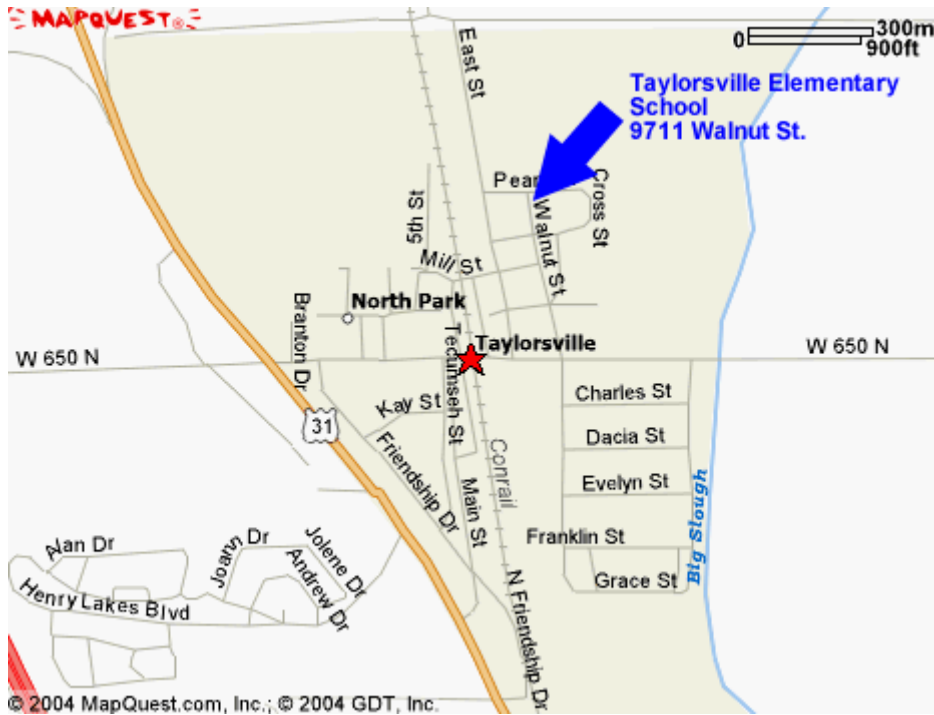 MAPQUEST
0
300m
900ft
East St
Taylorsville Elementary
School
9711 Walnut St.
Cross St
Walnut St
5th St
Mill St
North Park
Branton Dr
Tecumseh St
Taylorsville
W 650 N
W 650 N
Charles St
Kay St
31
Dacia St
Friendship Dr
Conrail
Evelyn St
Main St
Big Slough
Franklin St
Alan Dr
Joann Dr
Jolene Dr
Andrew Dr
Grace St
Henry Lakes Blvd
N Friendship Dr
© 2004 MapQuest.com, Inc.; © 2004 GDT, Inc.